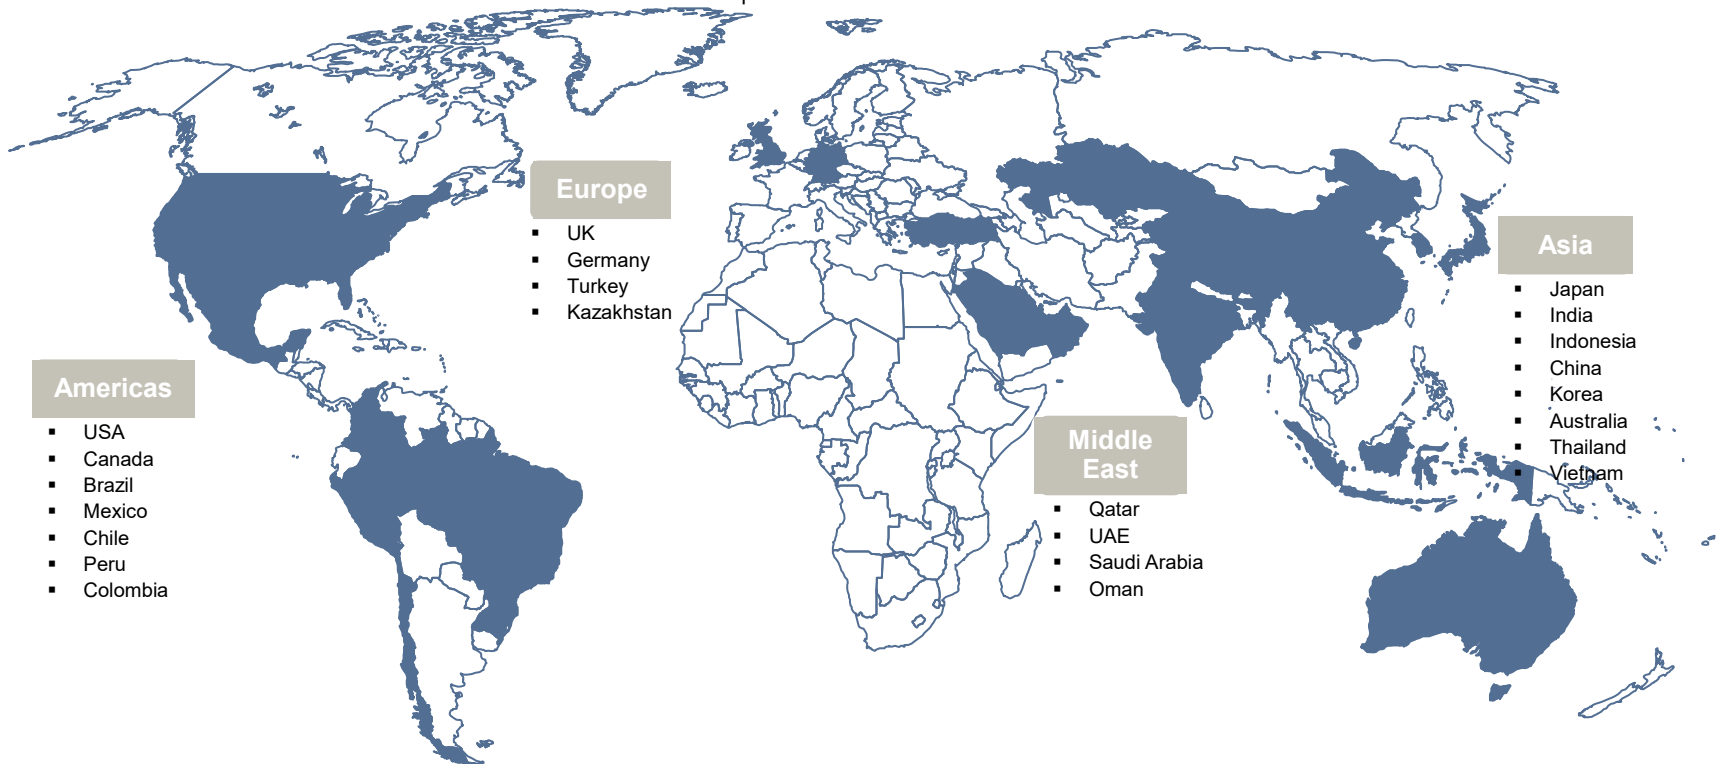 Europe
▪ UK
▪ Germany
▪ Turkey
▪ Kazakhstan
Asia
▪ Japan
▪ India
▪ Indonesia
▪ China
▪ Korea
▪ Australia
▪ Thailand
▪ Vietnam
Americas
▪ USA
▪ Canada
▪ Brazil
▪ Mexico
▪ Chile
▪ Peru
▪ Colombia
Middle
East
▪ Qatar
▪ UAE
▪ Saudi Arabia
▪ Oman